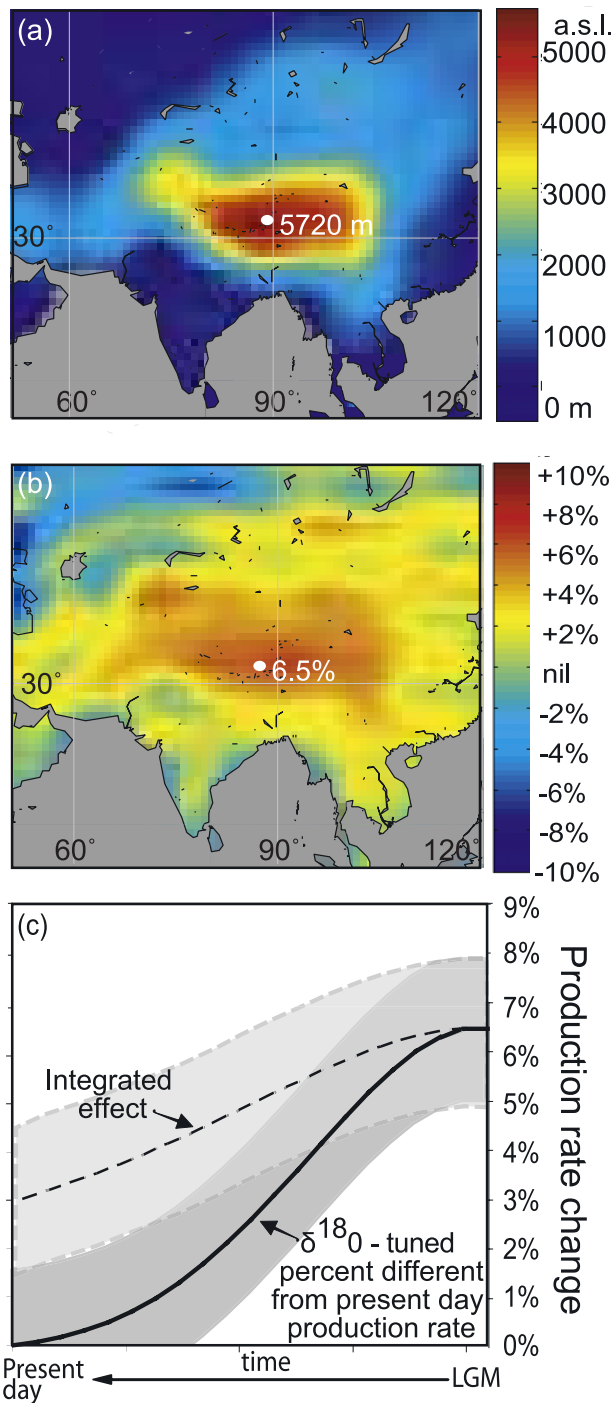 (a)
a.s.l.
5000
4000
3000
2000
1000
0 m
5720 m
30°
60°
90°
120°
(b)
+10%
+8%
+6%
+4%
+2%
nil
-2%
-4%
-6%
-8%
-10%
6.5%
30°
60°
90°
120°
(c)
9%
8%
7%
6%
5%
4%
3%
2%
1%
0%
Production rate change
Integrated
effect
δ¹⁸0 - tuned
percent different
from present day
production rate
Present
day
time
LGM